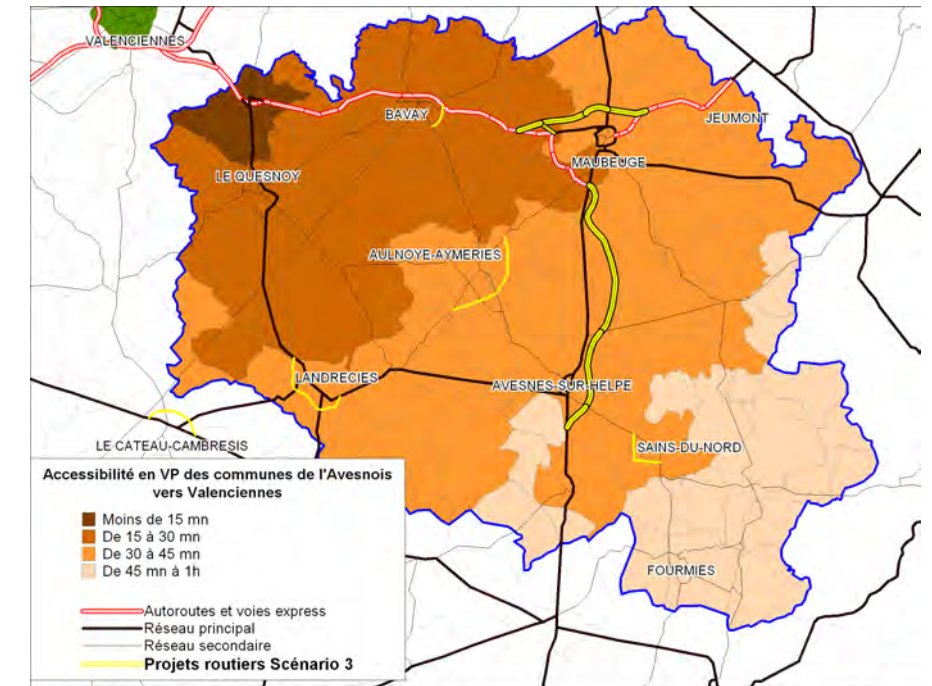 VALENCIENNES
BAVAY
JEUMONT
MAUBEUGE
LE QUESNOY
AULNOYE-AYMERIES
LANDRECIES
AVESNES-SUR-HELPE
LE CATEAU-CAMBRESIS
SAINS-DU-NORD
FOURMIES
Accessibilité en VP des communes de l'Avesnois
vers Valenciennes
Moins de 15 mn
De 15 à 30 mn
De 30 à 45 mn
De 45 mn à 1h
Autoroutes et voies express
Réseau principal
Réseau secondaire
Projets routiers Scénario 3